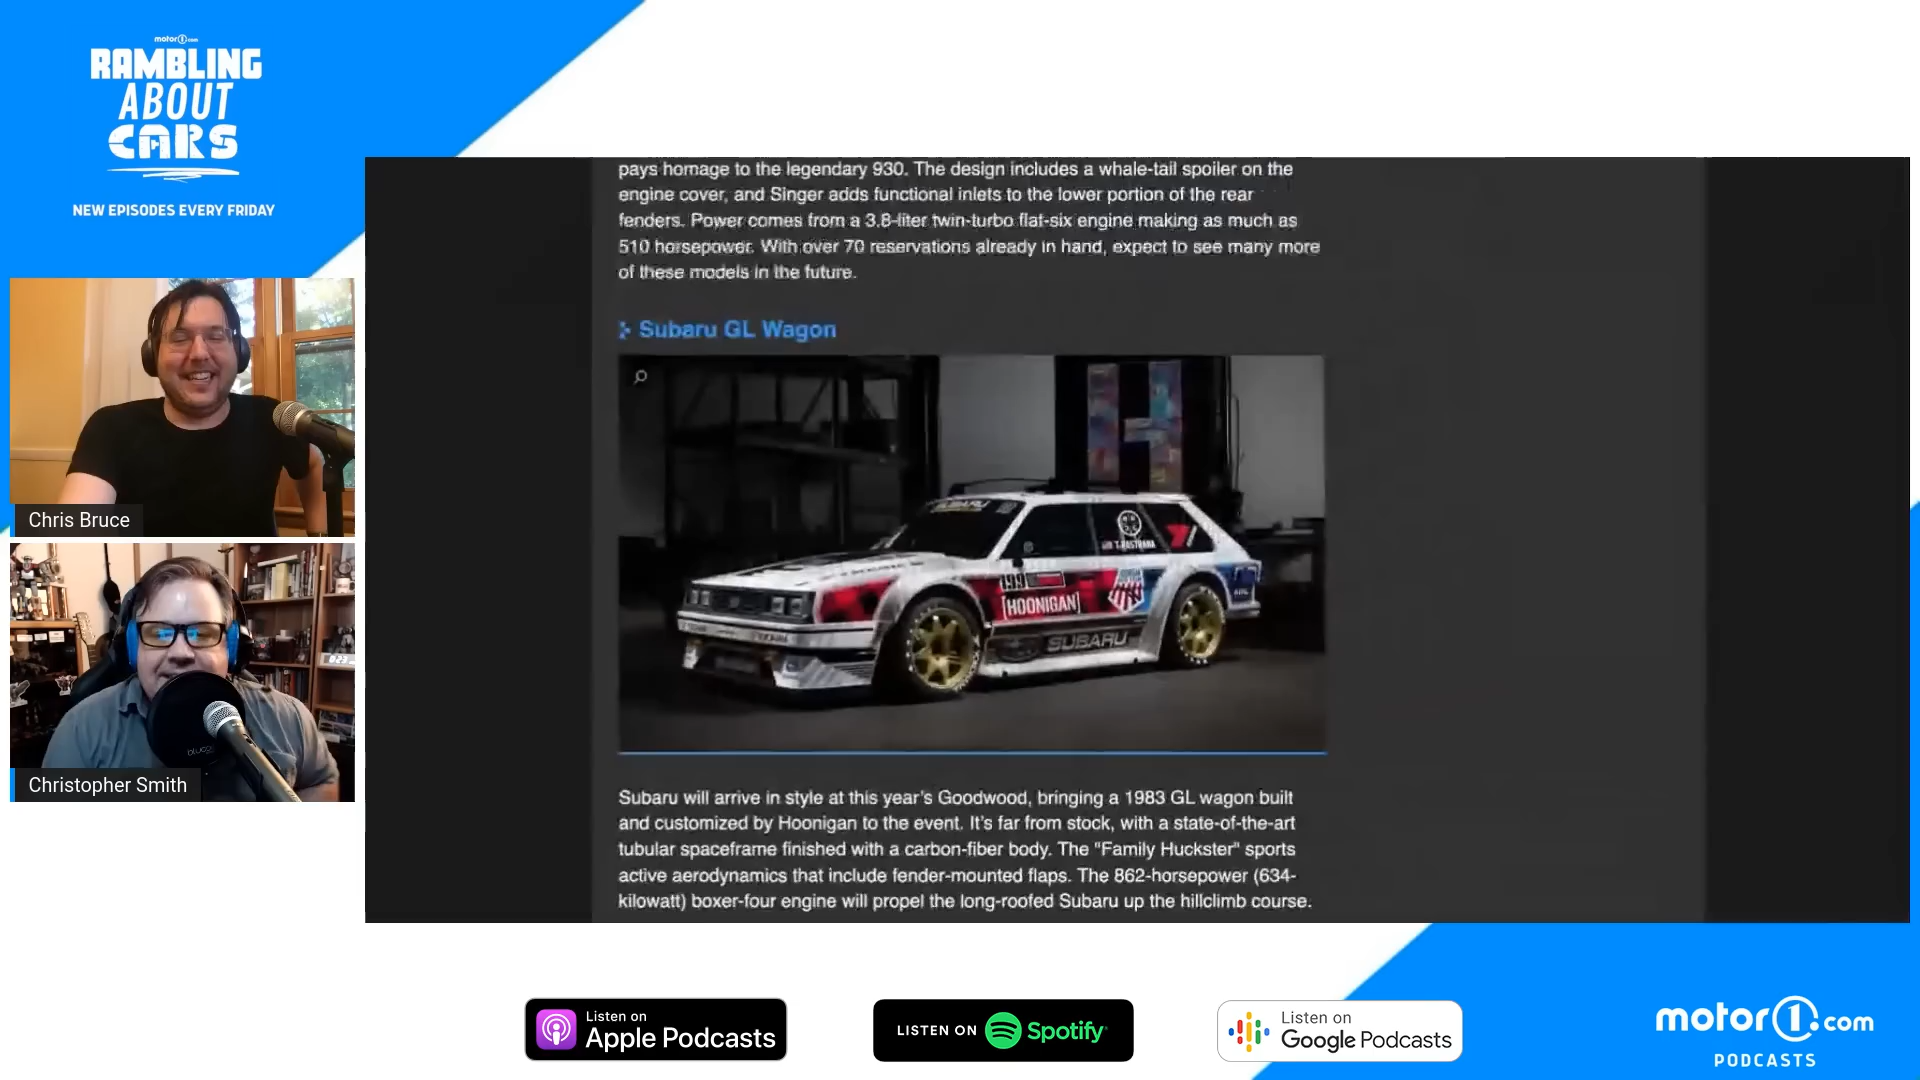 motor1.com
RAMBLING
ABOUT
CARS
NEW EPISODES EVERY FRIDAY
Chris Bruce
Christopher Smith
pays homage to the legendary 930. The design includes a whale-tail spoiler on the
engine cover, and Singer adds functional inlets to the lower portion of the rear
fenders. Power comes from a 3.8-liter twin-turbo flat-six engine making as much as
510 horsepower. With over 70 reservations already in hand, expect to see many more
of these models in the future.
Subaru GL Wagon
SUBARU
T. PASTRANA
199
[HOONIGAN]
SUBARU
Subaru will arrive in style at this year's Goodwood, bringing a 1983 GL wagon built
and customized by Hoonigan to the event. It's far from stock, with a state-of-the-art
tubular spaceframe finished with a carbon-fiber body. The "Family Huckster" sports
active aerodynamics that include fender-mounted flaps. The 862-horsepower (634-
kilowatt) boxer-four engine will propel the long-roofed Subaru up the hillclimb course.
Listen on
Apple Podcasts
LISTEN ON Spotify
Listen on
Google Podcasts
motor1.com
PODCASTS